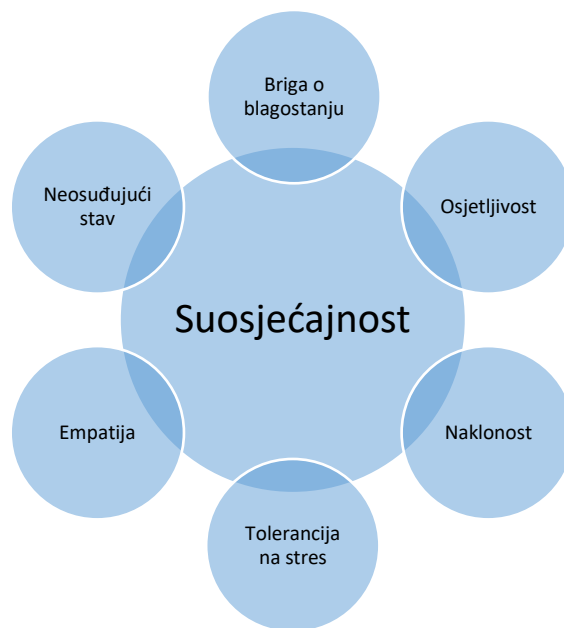 Briga o
blagostanju
Neosuđujući
stav
Osjetljivost
Suosjećajnost
Empatija
Naklonost
Tolerancija
na stres